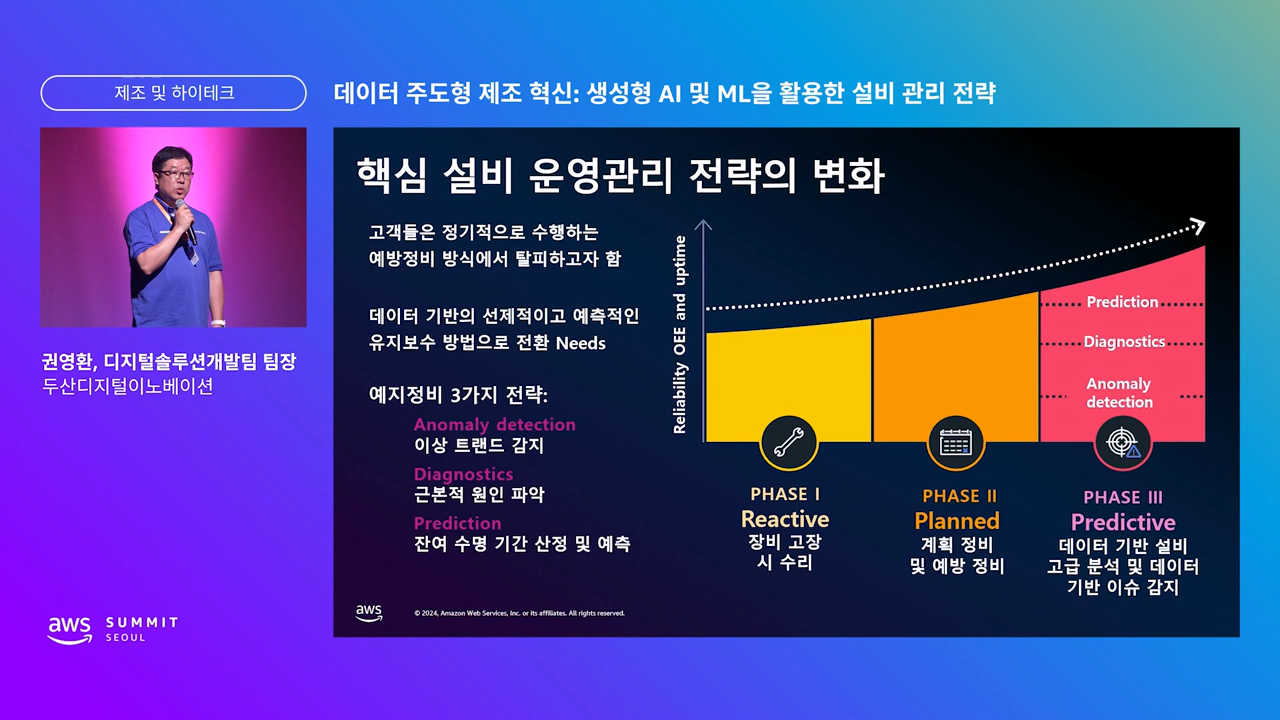 제조 및 하이테크
데이터 주도형 제조 혁신: 생성형 AI 및 ML을 활용한 설비 관리 전략
권영환, 디지털솔루션개발팀 팀장
두산디지털이노베이션
aws SUMMIT
SEOUL
핵심 설비 운영관리 전략의 변화
고객들은 정기적으로 수행하는
예방정비 방식에서 탈피하고자 함
데이터 기반의 선제적이고 예측적인
유지보수 방법으로 전환 Needs
예지정비 3가지 전략:
Anomaly detection
이상 트랜드 감지
Diagnostics
근본적 원인 파악
Prediction
잔여 수명 기간 산정 및 예측
Reliability OEE and uptime
Prediction
Diagnostics
Anomaly
detection
PHASE I
Reactive
장비 고장
시 수리
PHASE II
Planned
계획 정비
및 예방 정비
PHASE III
Predictive
데이터 기반 설비
고급 분석 및 데이터
기반 이슈 감지
aws
© 2024, Amazon Web Services, Inc. or its affiliates. All rights reserved.